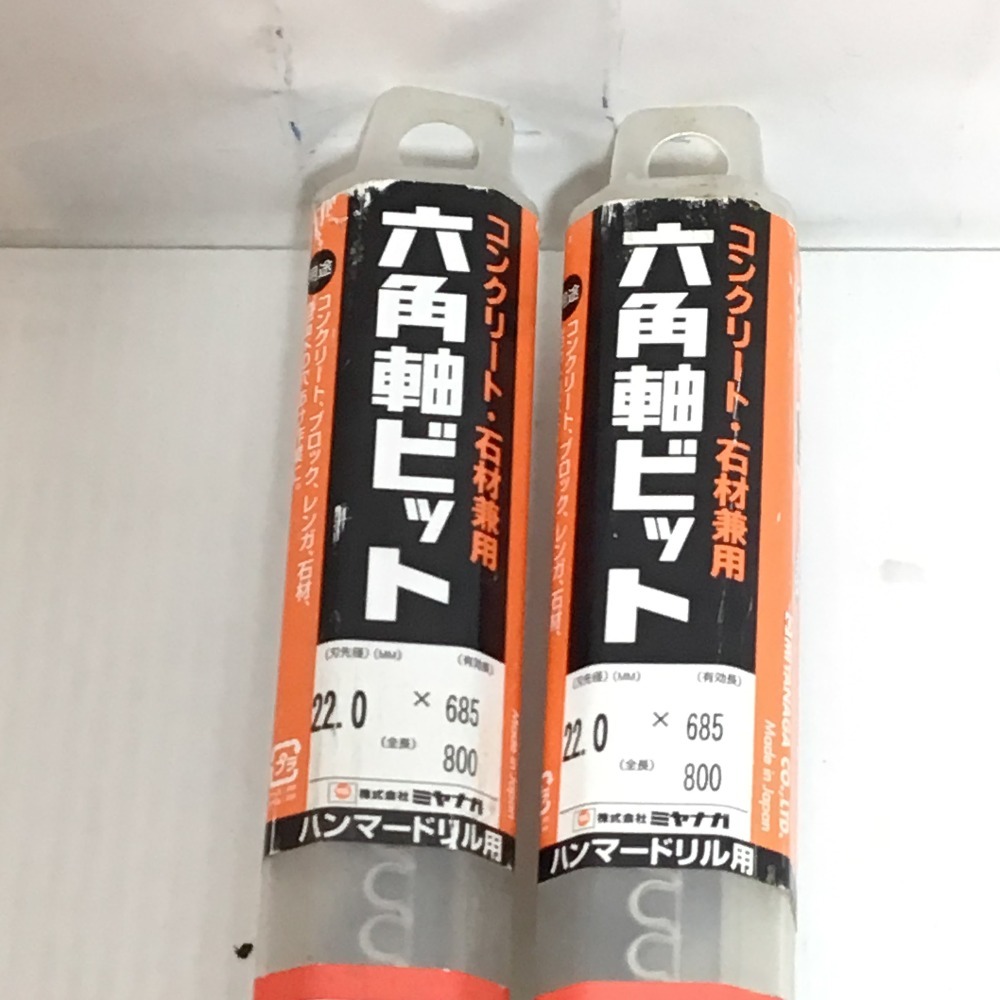 コンクリート・石材兼用
六角軸ビット
用途
コンクリート、ブロック、レンガ、石材、
(刃先径)(MM)
(有効長)
22.0 × 685
(全長)
800
株式会社 ミヤナガ
ハンマードリル用
Made in Japan
プラ
コンクリート・石材兼用
六角軸ビット
途
コンクリート、ブロック、レンガ、石材、
(刃先径)(MM)
(有効長)
22.0 × 685
(全長)
800
株式会社 ミヤナガ
ハンマードリル用
Made in Japan
MIYANAGA CO.,LTD.